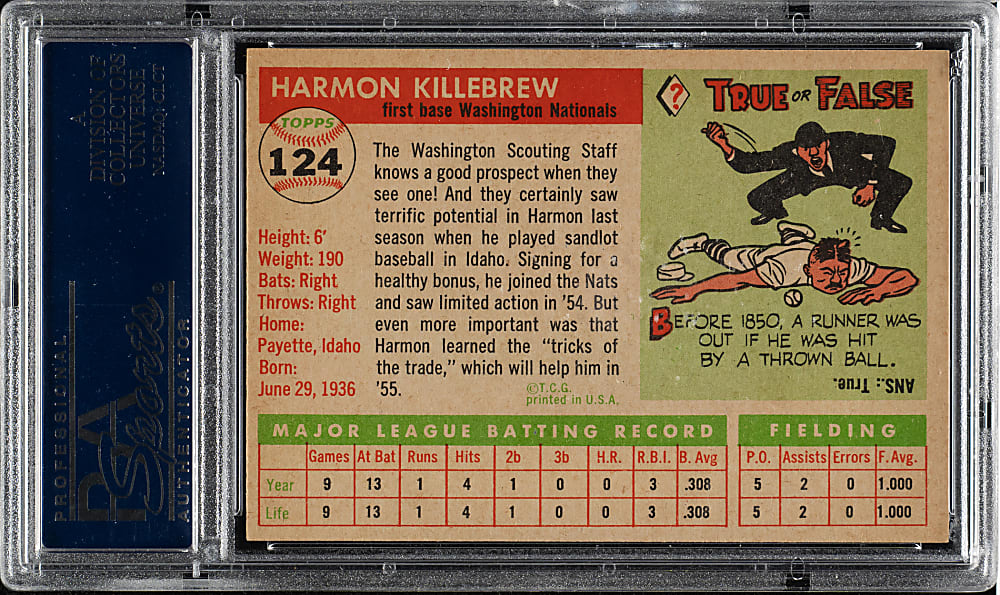 A
DIVISION OF
COLLECTORS
UNIVERSE
NASDAQ: CLCT
PROFESSIONAL
PSA
Sports
®
AUTHENTICATOR
HARMON KILLEBREW
first base Washington Nationals
TOPPS
124
Height: 6'
Weight: 190
Bats: Right
Throws: Right
Home:
Payette, Idaho
Born:
June 29, 1936
The Washington Scouting Staff
knows a good prospect when they
see one! And they certainly saw
terrific potential in Harmon last
season when he played sandlot
baseball in Idaho. Signing for a
healthy bonus, he joined the Nats
and saw limited action in '54. But
even more important was that
Harmon learned the "tricks of
the trade," which will help him in
'55.
©T.C.G.
printed in U.S.A.
?
TRUE OR FALSE
BEFORE 1850, A RUNNER WAS
OUT IF HE WAS HIT
BY A THROWN BALL.
ANS.: True.
MAJOR LEAGUE BATTING RECORD
Games At Bat Runs Hits 2b 3b H.R. R.B.I. B. Avg
Year 9 13 1 4 1 0 0 3 .308
Life 9 13 1 4 1 0 0 3 .308
FIELDING
P.O. Assists Errors F. Avg.
5 2 0 1.000
5 2 0 1.000